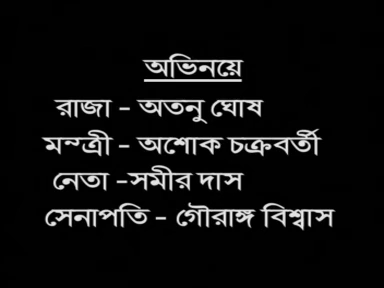 অভিনয়ে
রাজা - অতনু ঘোষ
মন্ত্রী - অশোক চক্রবর্তী
নেতা -সমীর দাস
সেনাপতি - গৌরাঙ্গ বিশ্বাস